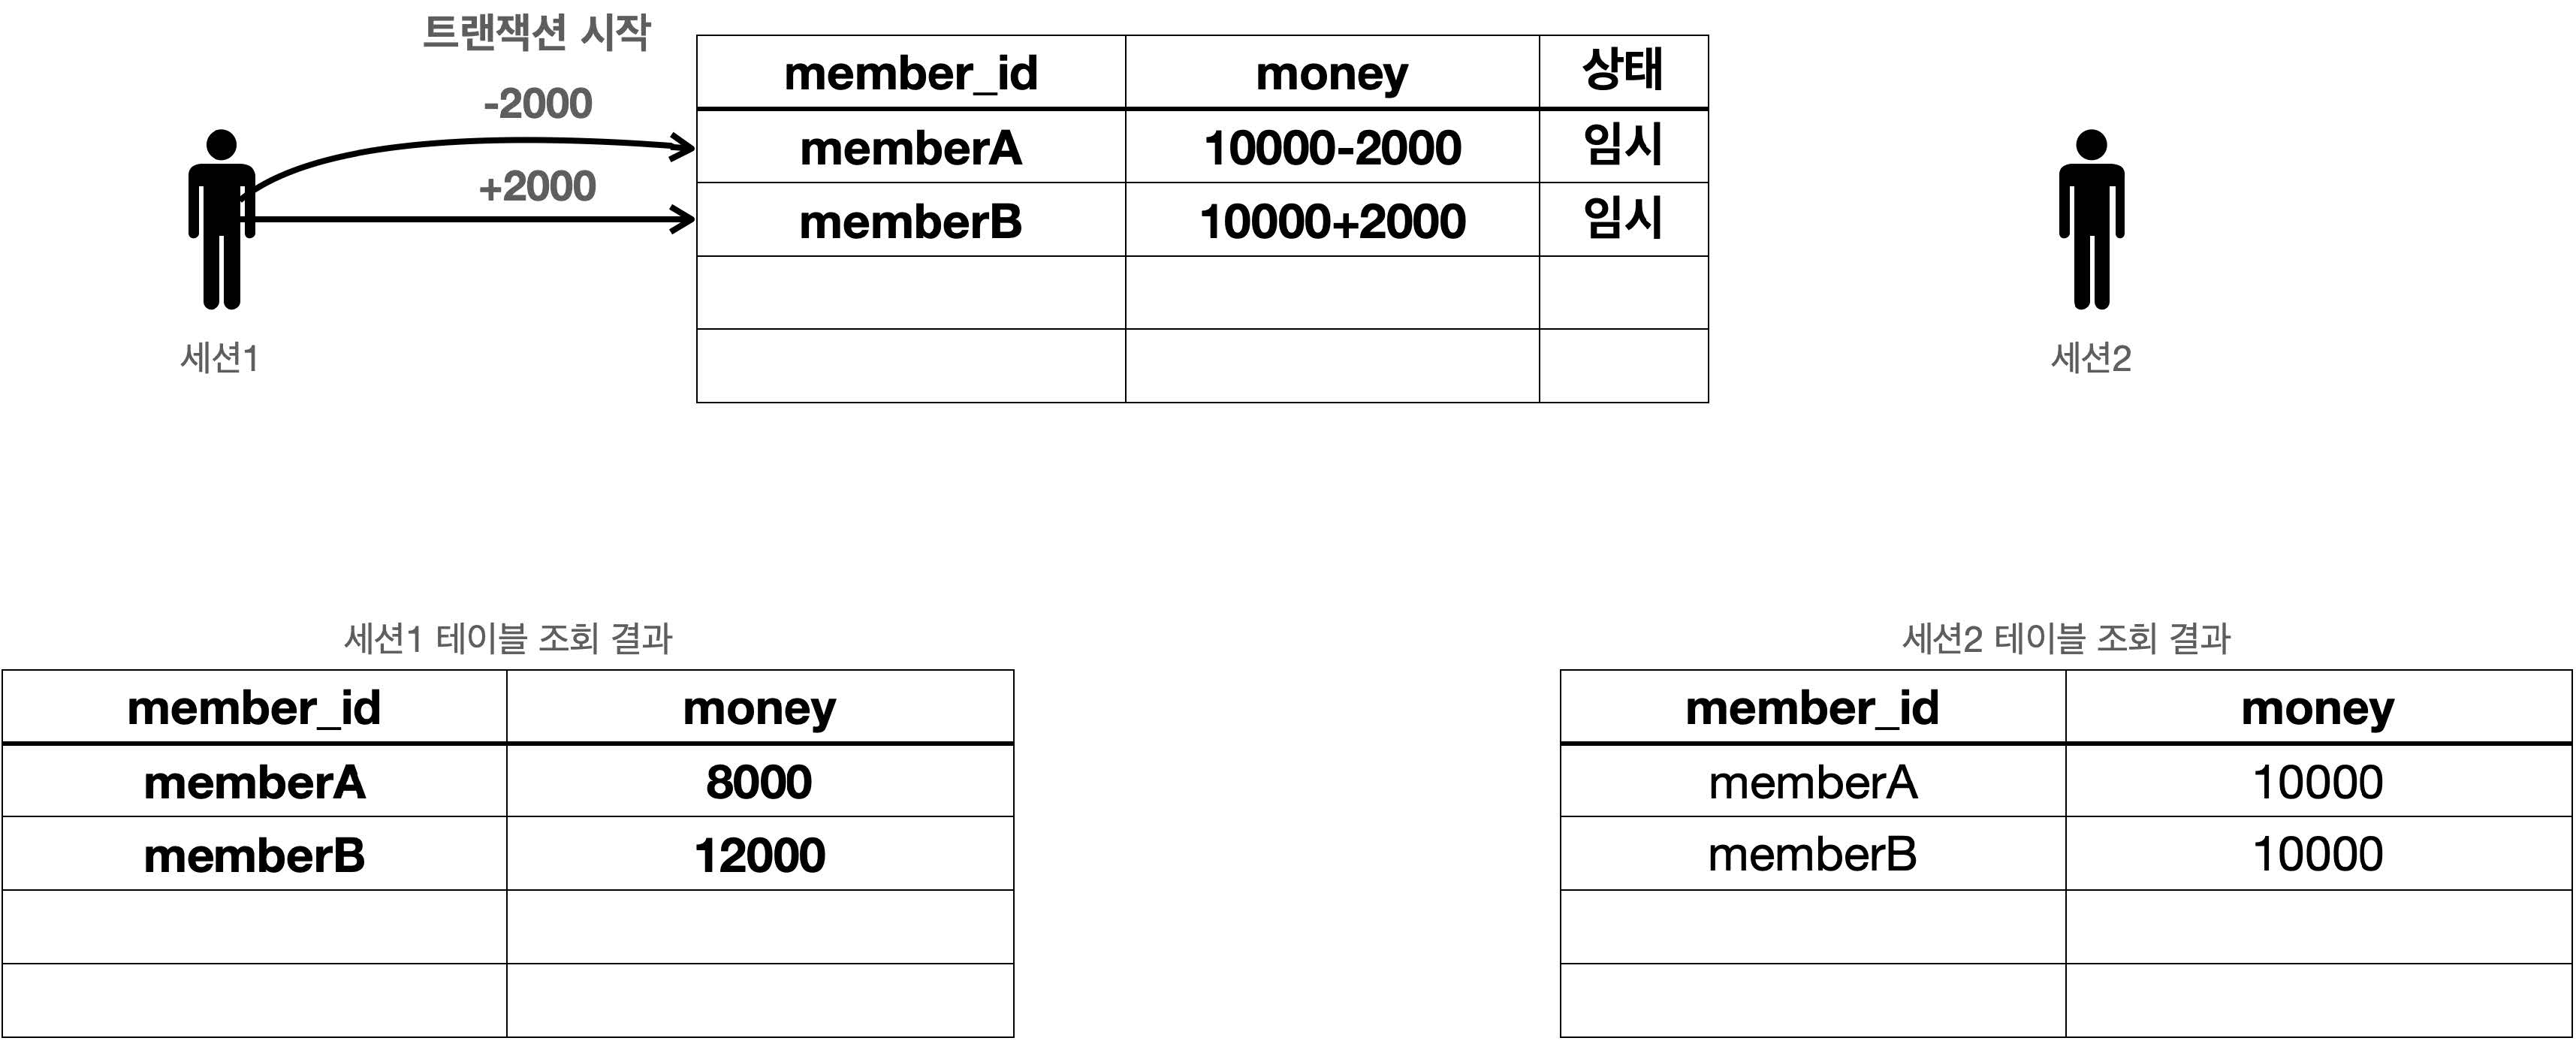 트랜잭션 시작
-2000
+2000
세션1
member_id money 상태
memberA 10000-2000 임시
memberB 10000+2000 임시
세션2
세션1 테이블 조회 결과
member_id money
memberA 8000
memberB 12000
세션2 테이블 조회 결과
member_id money
memberA 10000
memberB 10000